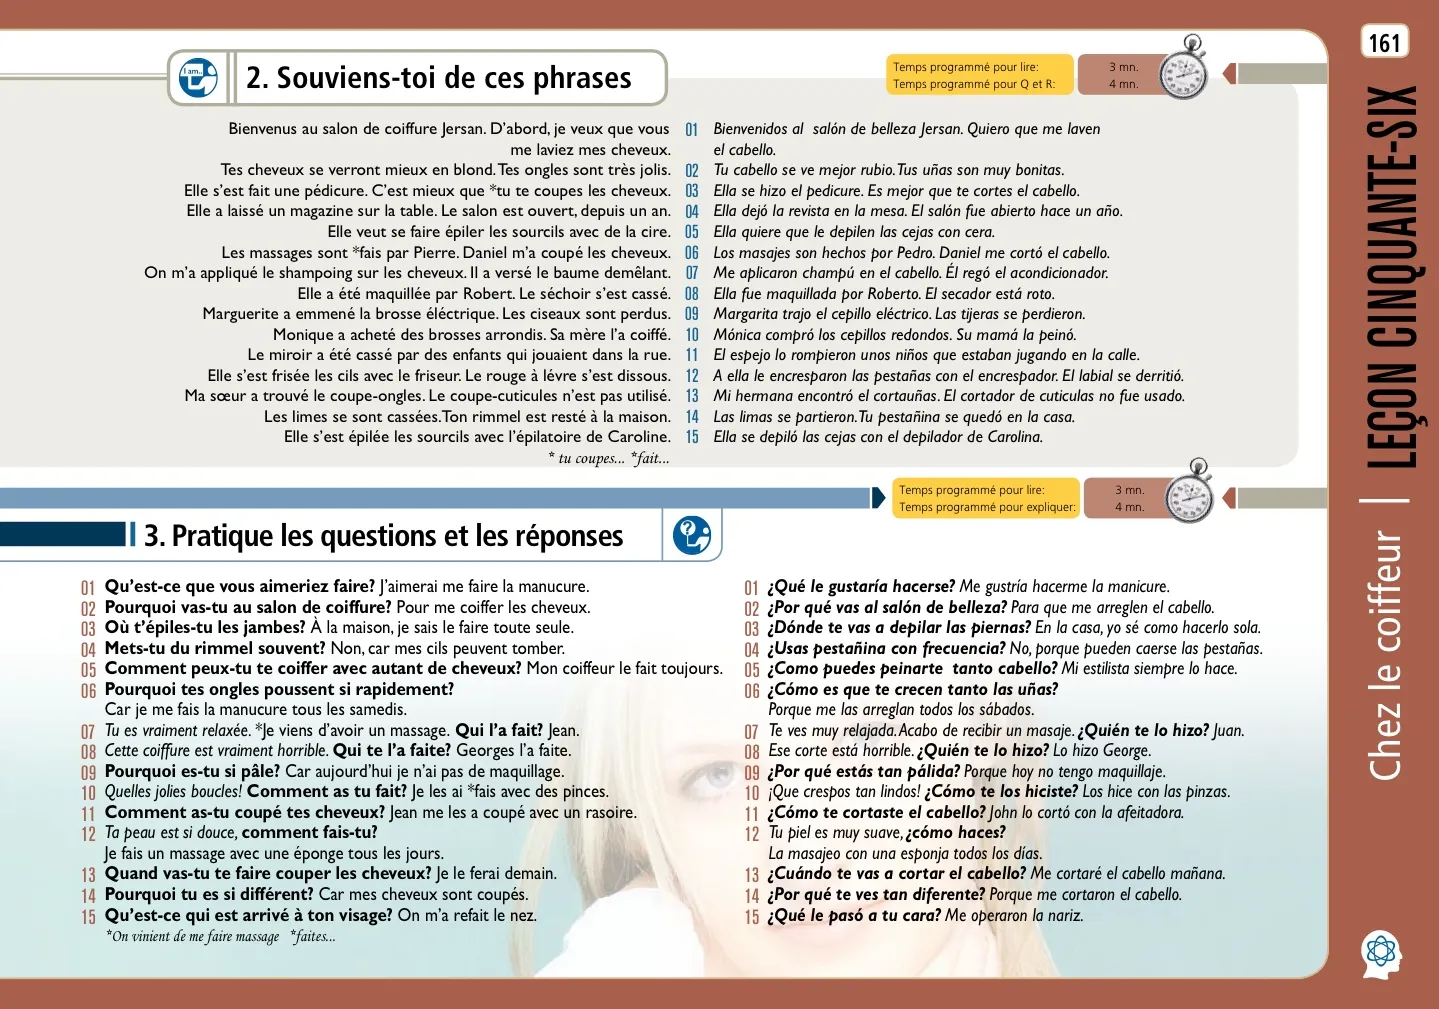 161
LEÇON CINQUANTE-SIX
Chez le coiffeur
I am...
2. Souviens-toi de ces phrases
Temps programmé pour lire: 3 mn.
Temps programmé pour Q et R: 4 mn.
Bienvenus au salon de coiffure Jersan. D’abord, je veux que vous
me laviez mes cheveux.
01 Bienvenidos al salón de belleza Jersan. Quiero que me laven
el cabello.
Tes cheveux se verront mieux en blond. Tes ongles sont très jolis. 02 Tu cabello se ve mejor rubio. Tus uñas son muy bonitas.
Elle s’est fait une pédicure. C’est mieux que *tu te coupes les cheveux. 03 Ella se hizo el pedicure. Es mejor que te cortes el cabello.
Elle a laissé un magazine sur la table. Le salon est ouvert, depuis un an. 04 Ella dejó la revista en la mesa. El salón fue abierto hace un año.
Elle veut se faire épiler les sourcils avec de la cire. 05 Ella quiere que le depilen las cejas con cera.
Les massages sont *fais par Pierre. Daniel m’a coupé les cheveux. 06 Los masajes son hechos por Pedro. Daniel me cortó el cabello.
On m’a appliqué le shampoing sur les cheveux. Il a versé le baume demêlant. 07 Me aplicaron champú en el cabello. Él regó el acondicionador.
Elle a été maquillée par Robert. Le séchoir s’est cassé. 08 Ella fue maquillada por Roberto. El secador está roto.
Marguerite a emmené la brosse éléctrique. Les ciseaux sont perdus. 09 Margarita trajo el cepillo eléctrico. Las tijeras se perdieron.
Monique a acheté des brosses arrondis. Sa mère l’a coiffé. 10 Mónica compró los cepillos redondos. Su mamá la peinó.
Le miroir a été cassé par des enfants qui jouaient dans la rue. 11 El espejo lo rompieron unos niños que estaban jugando en la calle.
Elle s’est frisée les cils avec le friseur. Le rouge à lévre s’est dissous. 12 A ella le encresparon las pestañas con el encrespador. El labial se derritió.
Ma sœur a trouvé le coupe-ongles. Le coupe-cuticules n’est pas utilisé. 13 Mi hermana encontró el cortauñas. El cortador de cuticulas no fue usado.
Les limes se sont cassées. Ton rimmel est resté à la maison. 14 Las limas se partieron. Tu pestañina se quedó en la casa.
Elle s’est épilée les sourcils avec l’épilatoire de Caroline. 15 Ella se depiló las cejas con el depilador de Carolina.
* tu coupes... *fait...
Temps programmé pour lire: 3 mn.
Temps programmé pour expliquer: 4 mn.
3. Pratique les questions et les réponses
01 Qu’est-ce que vous aimeriez faire? J’aimerai me faire la manucure.
02 Pourquoi vas-tu au salon de coiffure? Pour me coiffer les cheveux.
03 Où t’épiles-tu les jambes? À la maison, je sais le faire toute seule.
04 Mets-tu du rimmel souvent? Non, car mes cils peuvent tomber.
05 Comment peux-tu te coiffer avec autant de cheveux? Mon coiffeur le fait toujours.
06 Pourquoi tes ongles poussent si rapidement?
Car je me fais la manucure tous les samedis.
07 Tu es vraiment relaxée. *Je viens d’avoir un massage. Qui l’a fait? Jean.
08 Cette coiffure est vraiment horrible. Qui te l’a faite? Georges l’a faite.
09 Pourquoi es-tu si pâle? Car aujourd’hui je n’ai pas de maquillage.
10 Quelles jolies boucles! Comment as tu fait? Je les ai *fais avec des pinces.
11 Comment as-tu coupé tes cheveux? Jean me les a coupé avec un rasoire.
12 Ta peau est si douce, comment fais-tu?
Je fais un massage avec une éponge tous les jours.
13 Quand vas-tu te faire couper les cheveux? Je le ferai demain.
14 Pourquoi tu es si différent? Car mes cheveux sont coupés.
15 Qu’est-ce qui est arrivé à ton visage? On m’a refait le nez.
*On vinient de me faire massage *faites...
01 ¿Qué le gustaría hacerse? Me gustría hacerme la manicure.
02 ¿Por qué vas al salón de belleza? Para que me arreglen el cabello.
03 ¿Dónde te vas a depilar las piernas? En la casa, yo sé como hacerlo sola.
04 ¿Usas pestañina con frecuencia? No, porque pueden caerse las pestañas.
05 ¿Como puedes peinarte tanto cabello? Mi estilista siempre lo hace.
06 ¿Cómo es que te crecen tanto las uñas?
Porque me las arreglan todos los sábados.
07 Te ves muy relajada. Acabo de recibir un masaje. ¿Quién te lo hizo? Juan.
08 Ese corte está horrible. ¿Quién te lo hizo? Lo hizo George.
09 ¿Por qué estás tan pálida? Porque hoy no tengo maquillaje.
10 ¡Que crespos tan lindos! ¿Cómo te los hiciste? Los hice con las pinzas.
11 ¿Cómo te cortaste el cabello? John lo cortó con la afeitadora.
12 Tu piel es muy suave, ¿cómo haces?
La masajeo con una esponja todos los días.
13 ¿Cuándo te vas a cortar el cabello? Me cortaré el cabello mañana.
14 ¿Por qué te ves tan diferente? Porque me cortaron el cabello.
15 ¿Qué le pasó a tu cara? Me operaron la nariz.